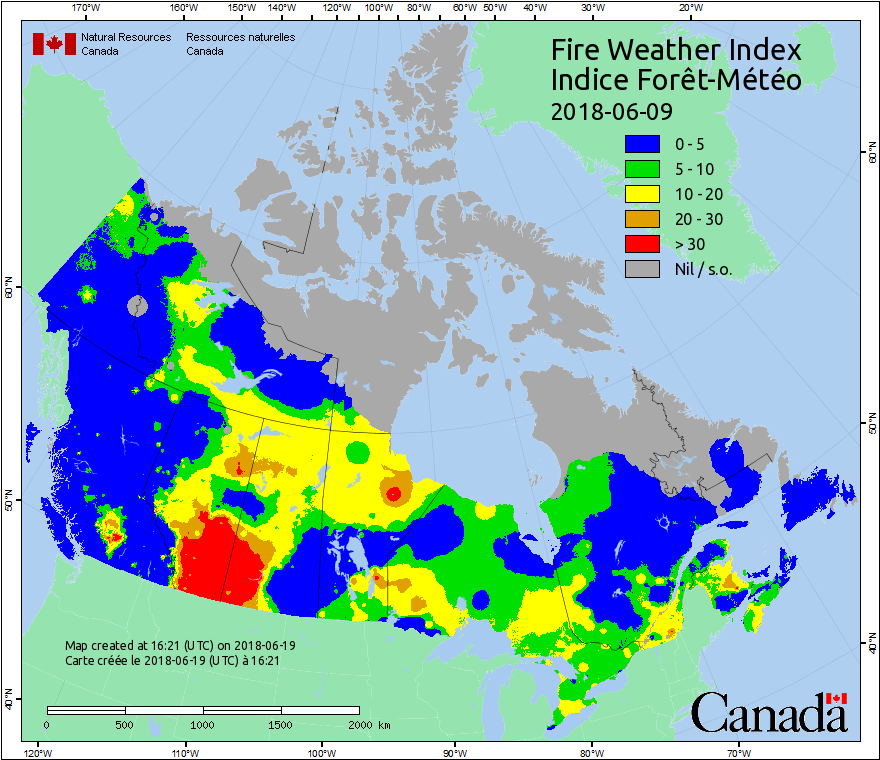 170°W 160°W 150°W 140°W 130°W 120°W 110°W 100°W 80°W 60°W 50°W 40°W 30°W 20°W
Natural Resources Ressources naturelles
Canada Canada
Fire Weather Index
Indice Forêt-Météo
2018-06-09
0 - 5
5 - 10
10 - 20
20 - 30
> 30
Nil / s.o.
60°N
60°N
50°N
50°N
40°N
40°N
Map created at 16:21 (UTC) on 2018-06-19
Carte créée le 2018-06-19 (UTC) à 16:21
0 500 1000 1500 2000 km
Canada
120°W 110°W 100°W 90°W 80°W 70°W